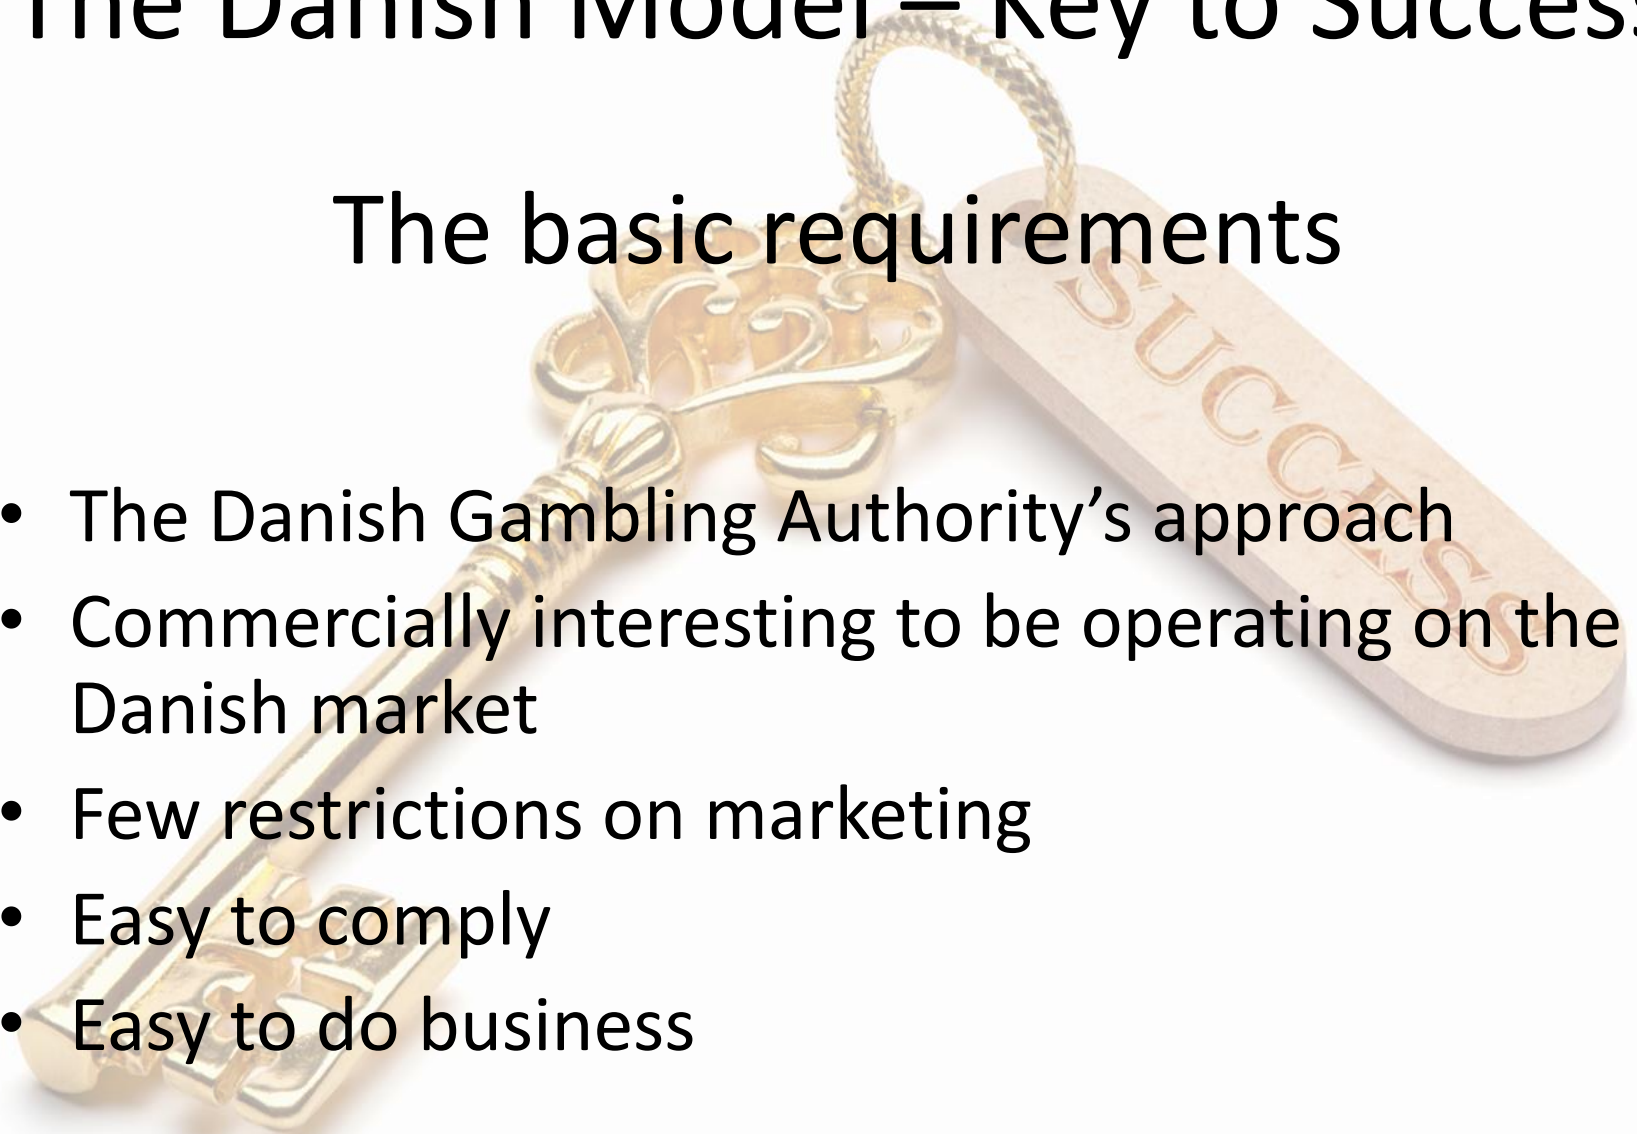 The Danish Model – Key to Success
The basic requirements
SUCCESS
• The Danish Gambling Authority’s approach
• Commercially interesting to be operating on the
Danish market
• Few restrictions on marketing
• Easy to comply
• Easy to do business